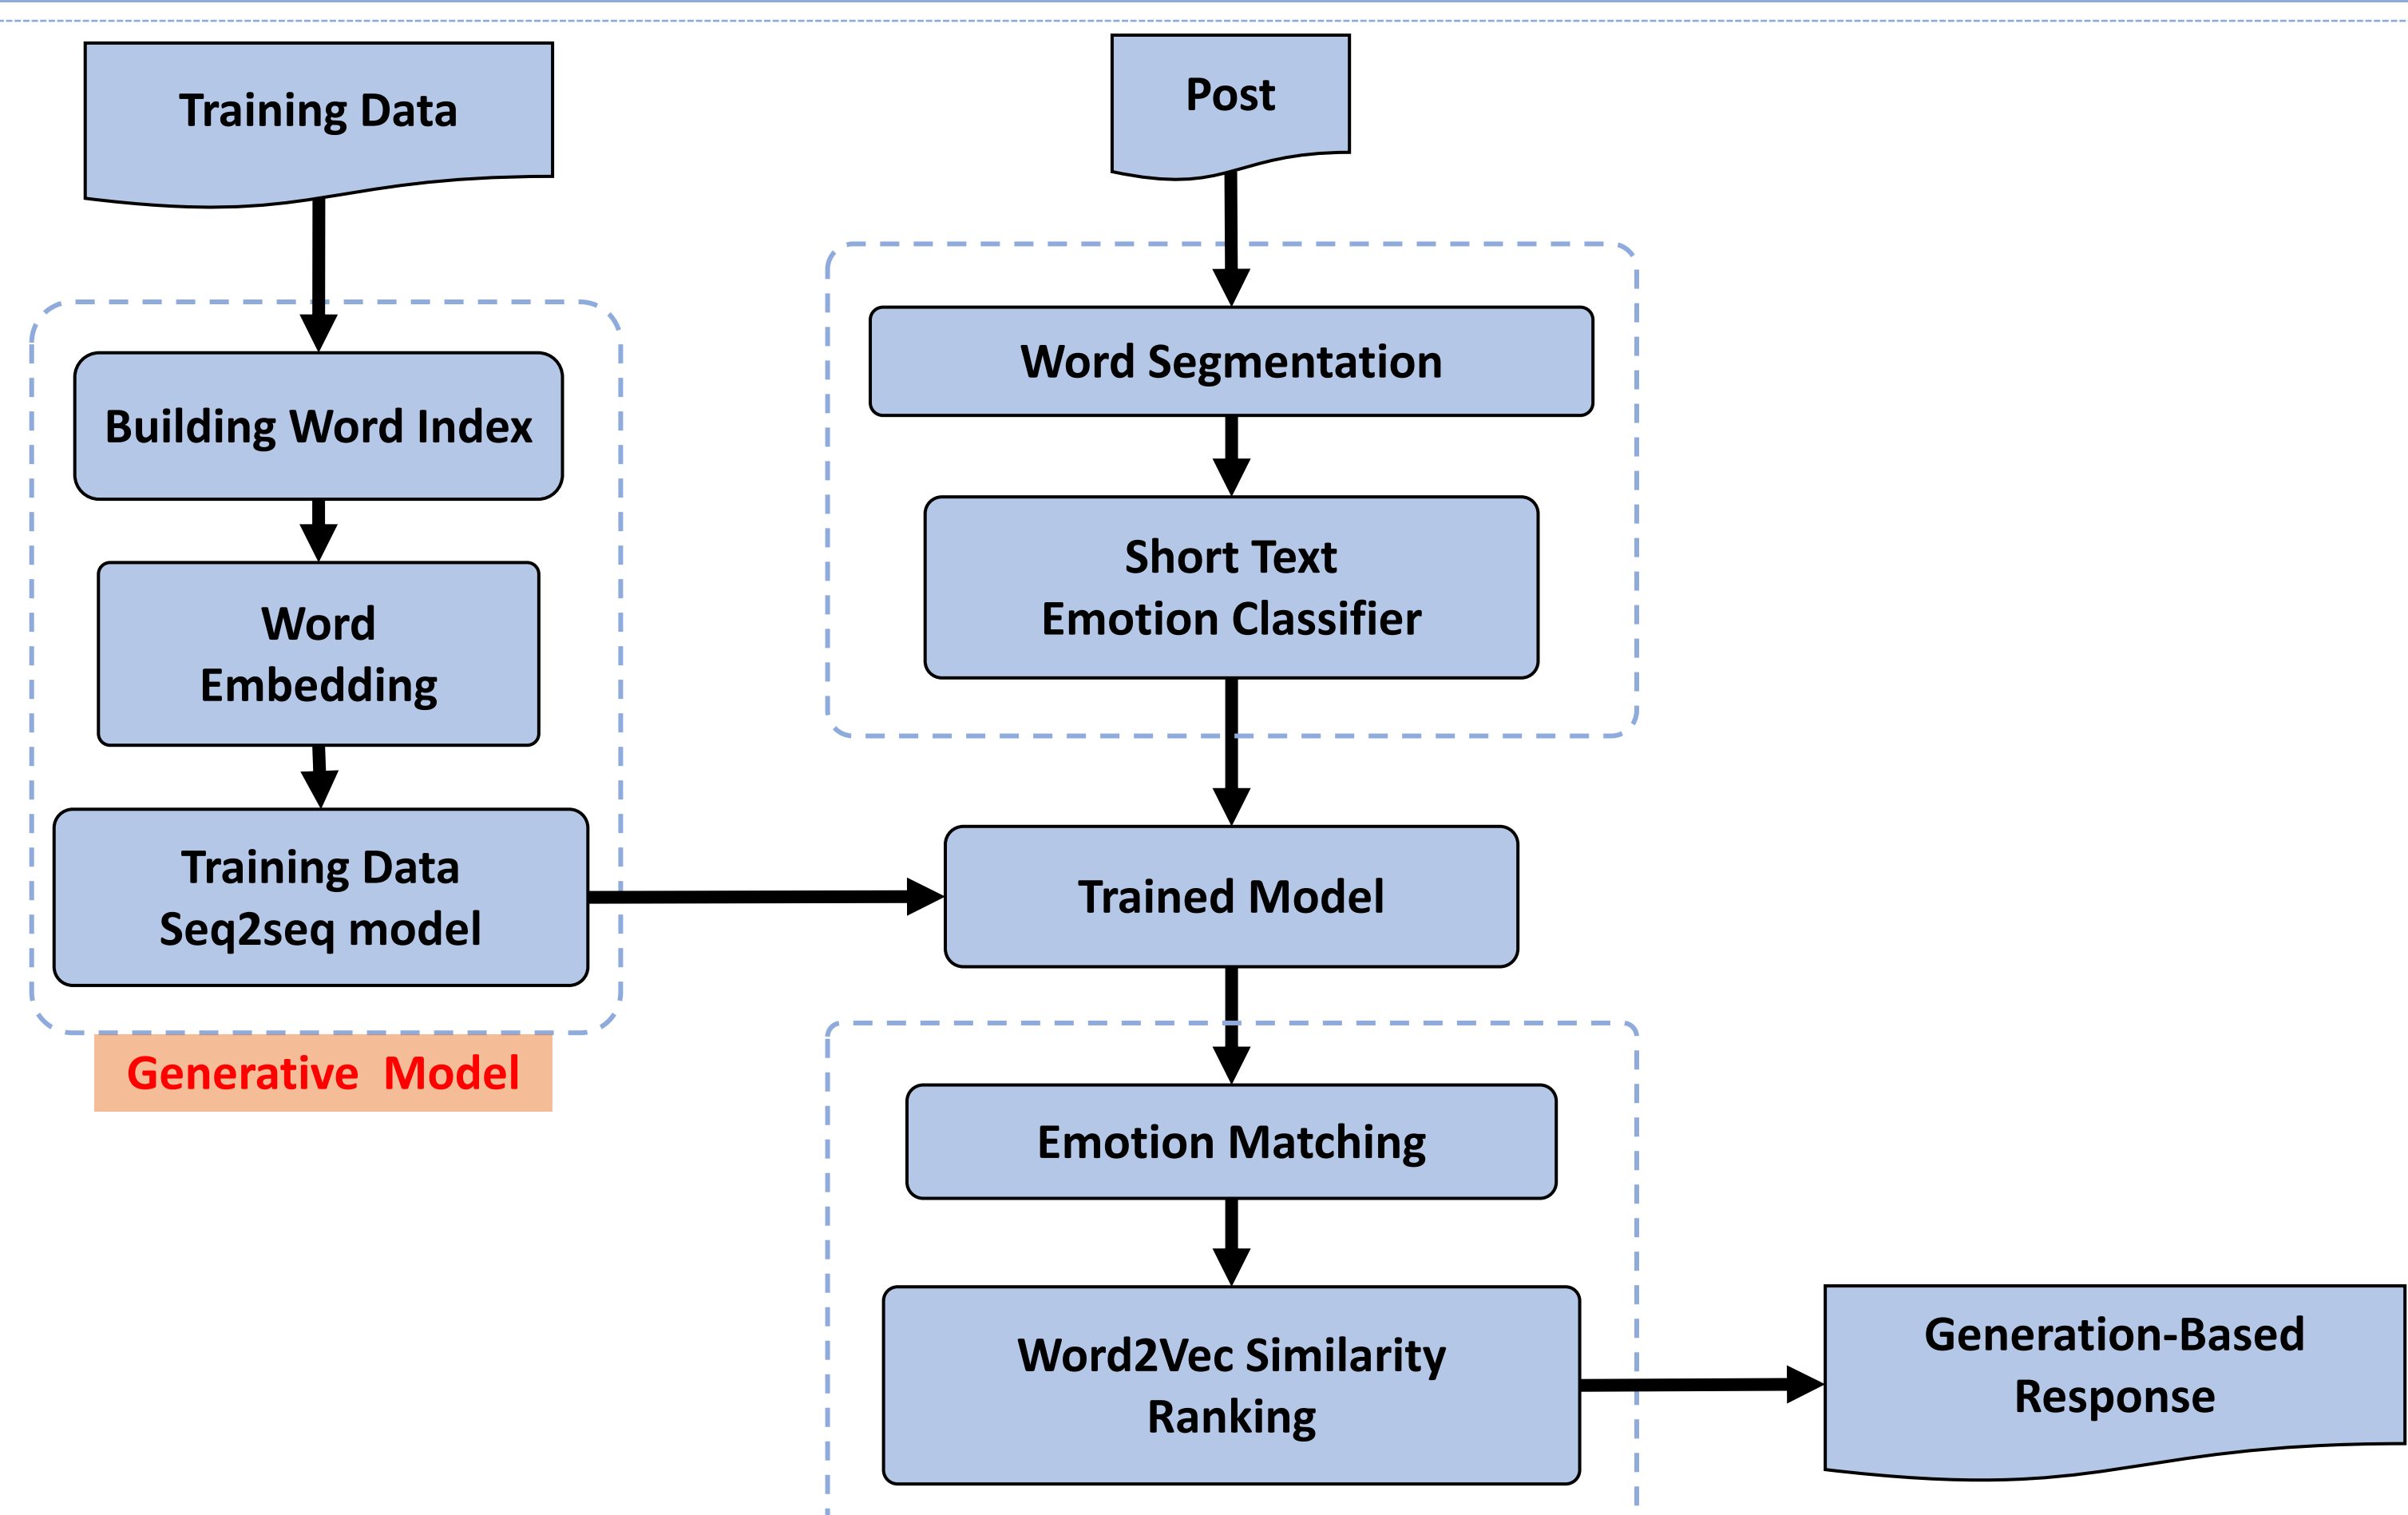 Training Data
Building Word Index
Word
Embedding
Training Data
Seq2seq model
Generative Model
Post
Word Segmentation
Short Text
Emotion Classifier
Trained Model
Emotion Matching
Word2Vec Similarity
Ranking
Generation-Based
Response